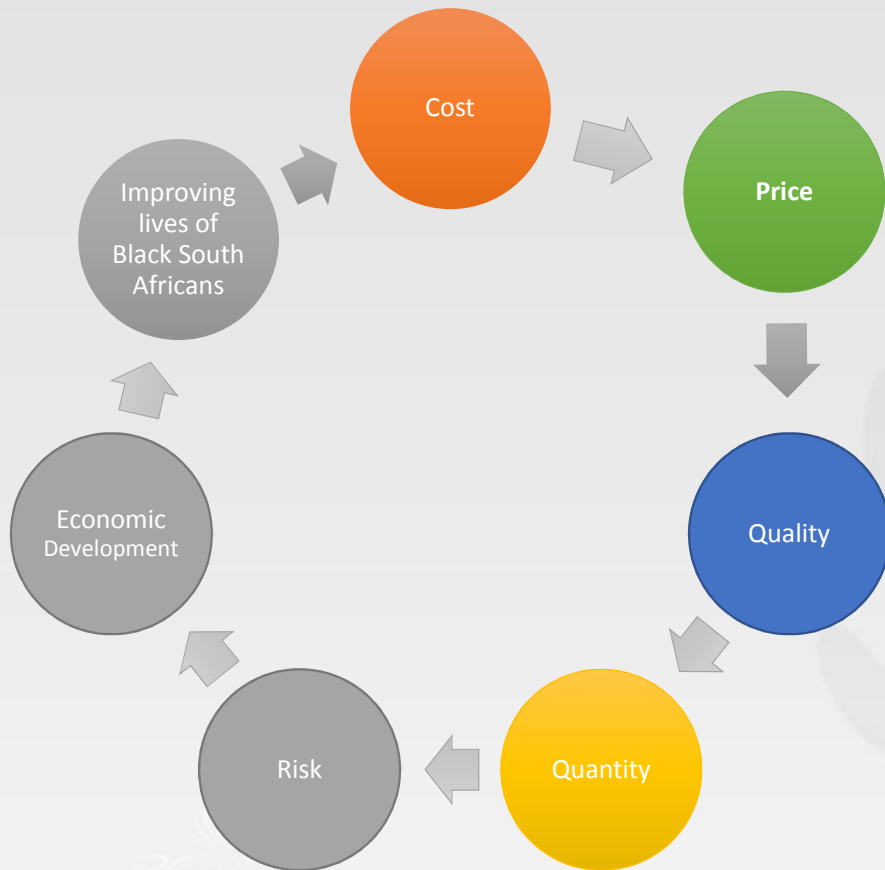 Cost
Price
Quality
Quantity
Risk
Economic
Development
Improving
lives of
Black South
Africans